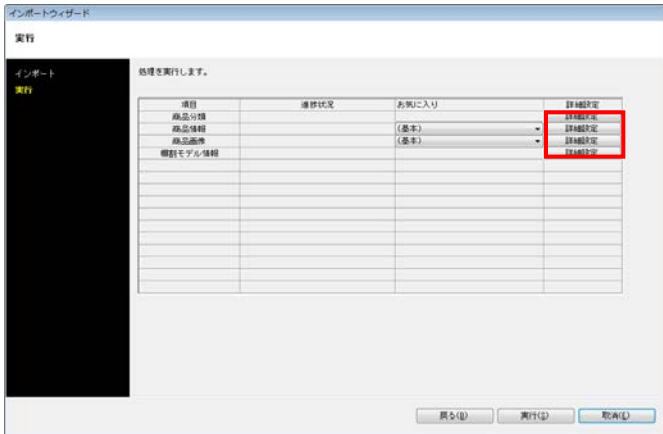 インポートウィザード
実行
インポート
実行
処理を実行します。
項目 進捗状況 お気に入り 詳細設定
商品分類 詳細設定
商品情報 (基本) 詳細設定
商品画像 (基本) 詳細設定
棚割モデル情報 詳細設定
戻る(B) 実行(S) 取消(L)